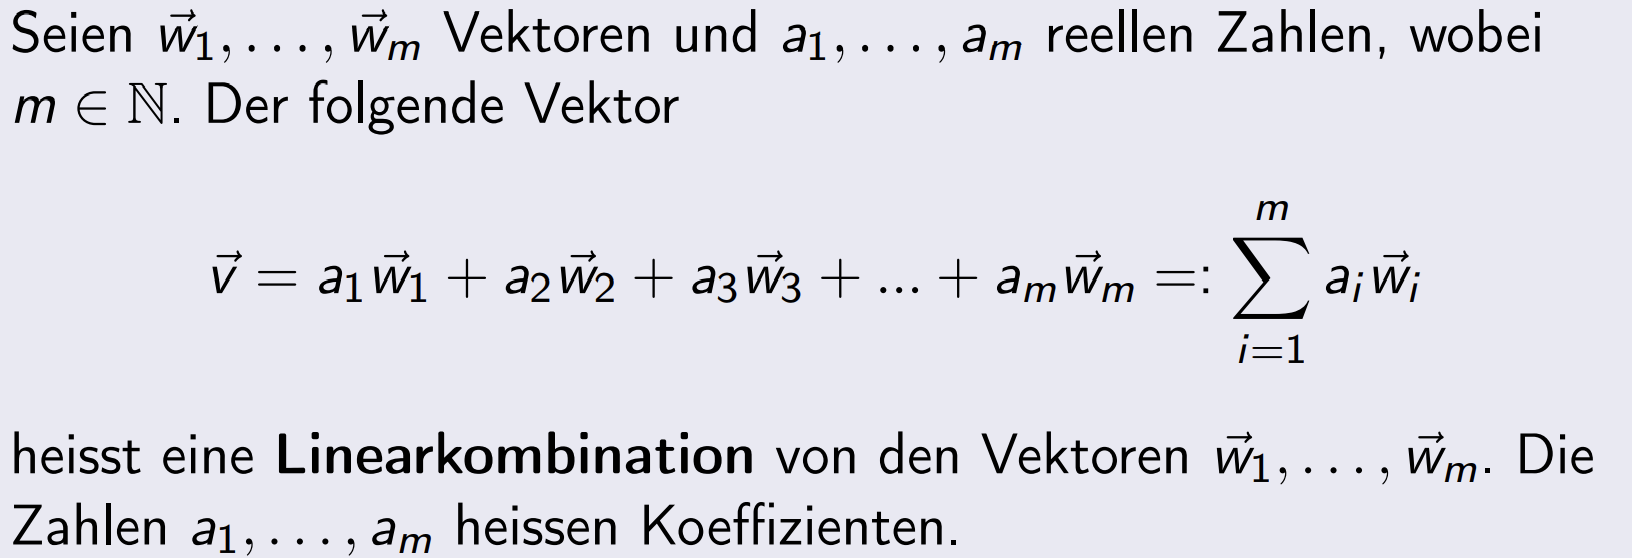 Seien $\vec{w}_1, \ldots, \vec{w}_m$ Vektoren und $a_1, \ldots, a_m$ reellen Zahlen, wobei
$m \in \mathbb{N}$. Der folgende Vektor
$\vec{v} = a_1\vec{w}_1 + a_2\vec{w}_2 + a_3\vec{w}_3 + ... + a_m\vec{w}_m =: \sum_{i=1}^{m} a_i\vec{w}_i$
heisst eine Linearkombination von den Vektoren $\vec{w}_1, \ldots, \vec{w}_m$. Die
Zahlen $a_1, \ldots, a_m$ heissen Koeffizienten.